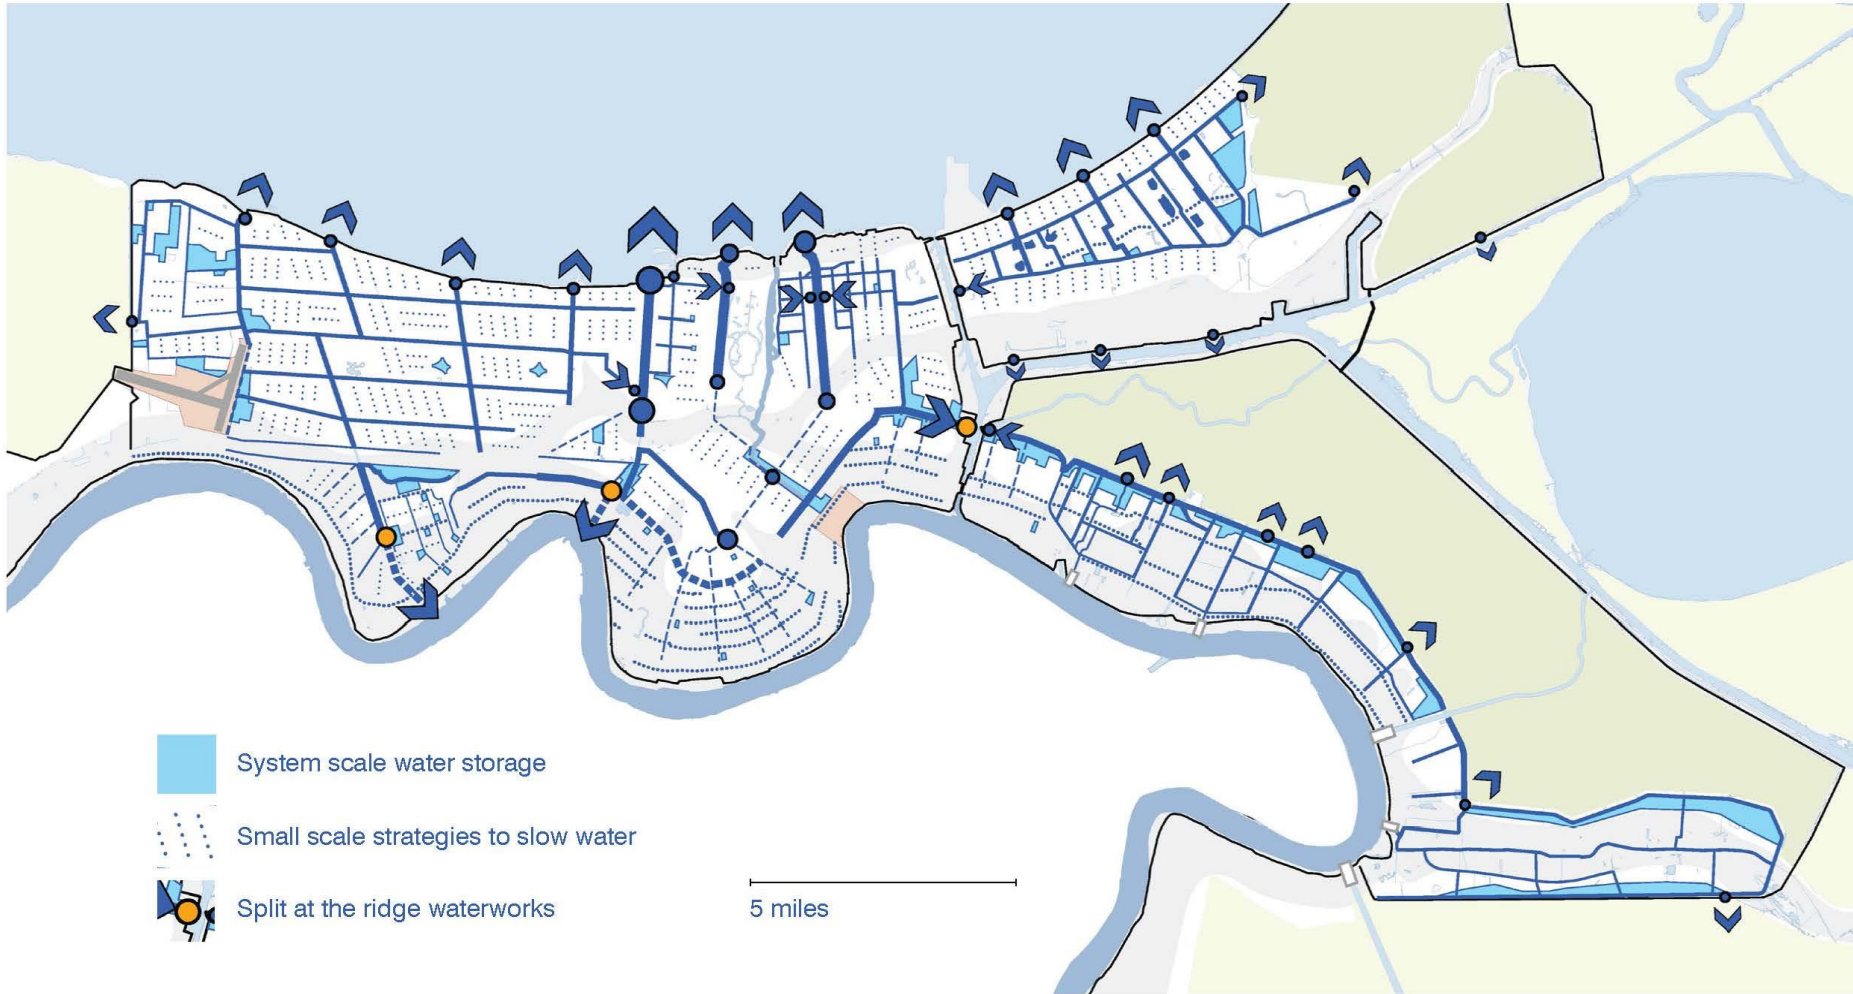 System scale water storage
Small scale strategies to slow water
Split at the ridge waterworks
5 miles